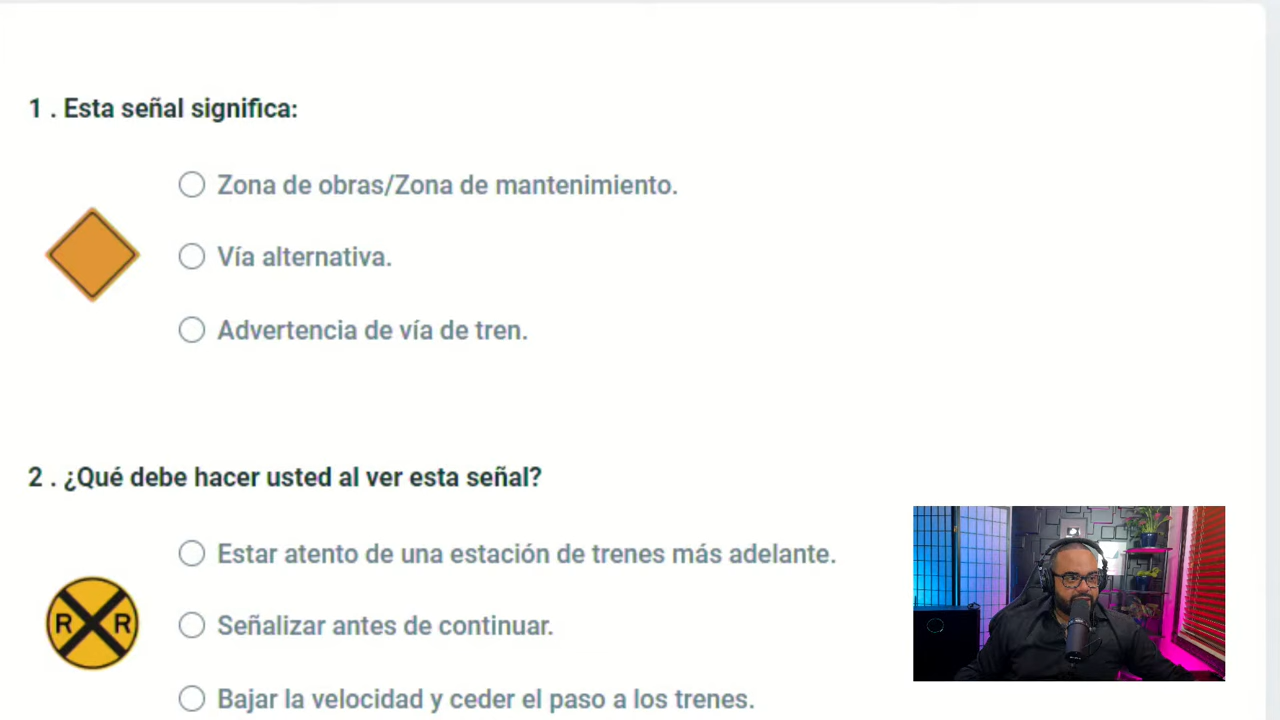 1 . Esta señal significa:
Zona de obras/Zona de mantenimiento.
Vía alternativa.
Advertencia de vía de tren.
2 . ¿Qué debe hacer usted al ver esta señal?
Estar atento de una estación de trenes más adelante.
R R
Señalizar antes de continuar.
Bajar la velocidad y ceder el paso a los trenes.